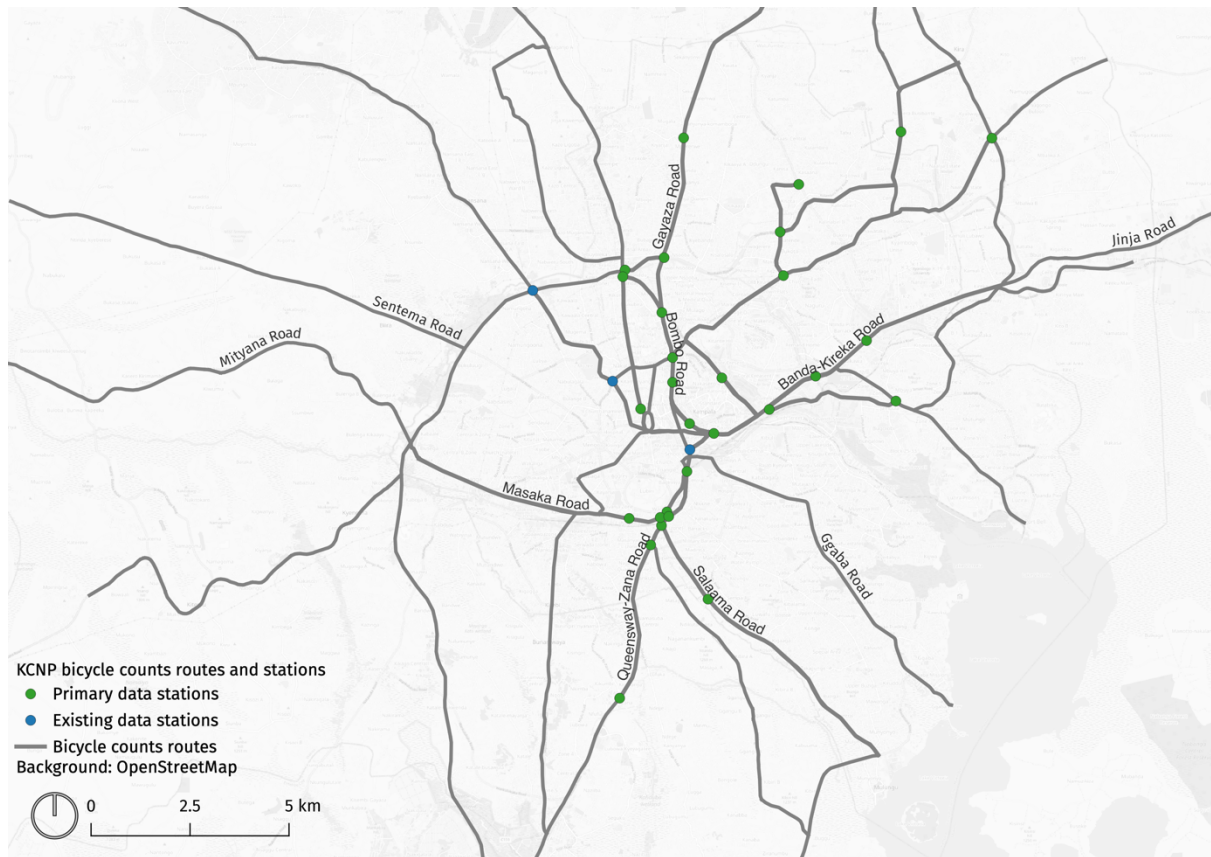 Gayaza Road
Jinja Road
Sentema Road
Bombo Road
Mityana Road
Banda-Kireka Road
Masaka Road
Ggaba Road
Queensway-Zana Road
Salaama Road
KCNP bicycle counts routes and stations
Primary data stations
Existing data stations
Bicycle counts routes
Background: OpenStreetMap
0 2.5 5 km